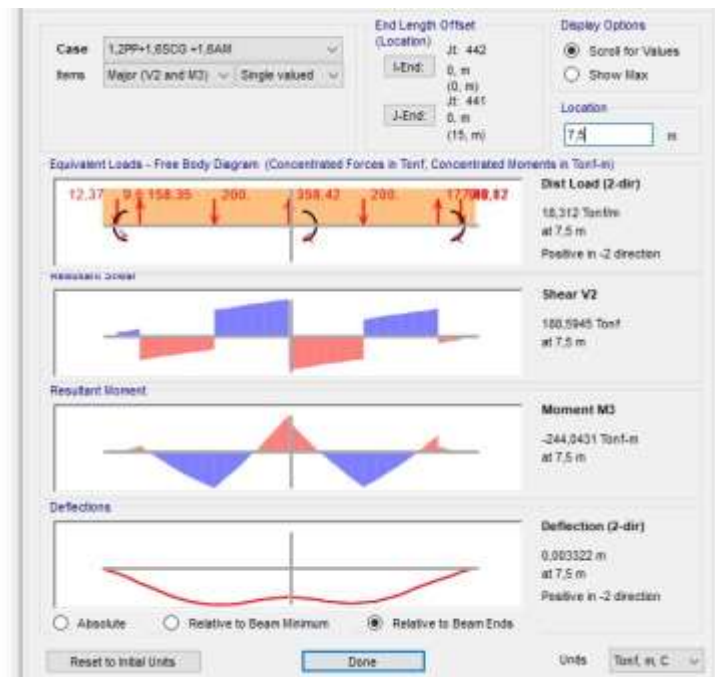 Case 1,2PP+1,6SCG +1,6AM
Items Major (V2 and M3) Single valued
End Length Offset
(Location)
I-End: Jt: 442
0, m
(0, m)
J-End: Jt: 441
0, m
(15, m)
Display Options
Scroll for Values
Show Max
Location
7,5 m
Equivalent Loads - Free Body Diagram (Concentrated Forces in Tonf, Concentrated Moments in Tonf-m)
12,37 158.35 200. 398.42 200.
Dist Load (2-dir)
18,312 Tonf/m
at 7,5 m
Positive in -2 direction
Resultant Shear
Shear V2
at 7,5 m
Resultant Moment
Moment M3
-244,0431 Tonf-m
at 7,5 m
Deflections
Deflection (2-dir)
0,003322 m
at 7,5 m
Positive in -2 direction
Absolute Relative to Beam Minimum Relative to Beam Ends
Reset to Initial Units Done Units Tonf, m, C